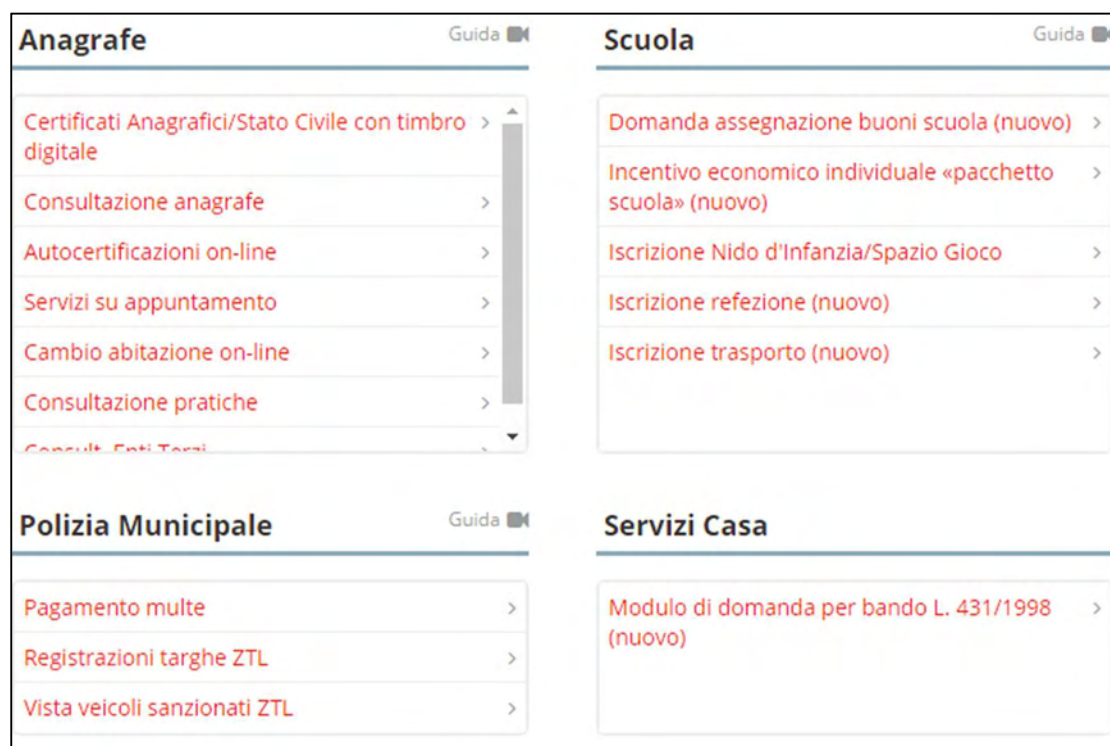 Anagrafe
Guida
Certificati Anagrafici/Stato Civile con timbro
digitale
Consultazione anagrafe
Autocertificazioni on-line
Servizi su appuntamento
Cambio abitazione on-line
Consultazione pratiche
Consult. Enti Terzi
Scuola
Guida
Domanda assegnazione buoni scuola (nuovo)
Incentivo economico individuale «pacchetto
scuola» (nuovo)
Iscrizione Nido d'Infanzia/Spazio Gioco
Iscrizione refezione (nuovo)
Iscrizione trasporto (nuovo)
Polizia Municipale
Guida
Pagamento multe
Registrazioni targhe ZTL
Vista veicoli sanzionati ZTL
Servizi Casa
Modulo di domanda per bando L. 431/1998
(nuovo)